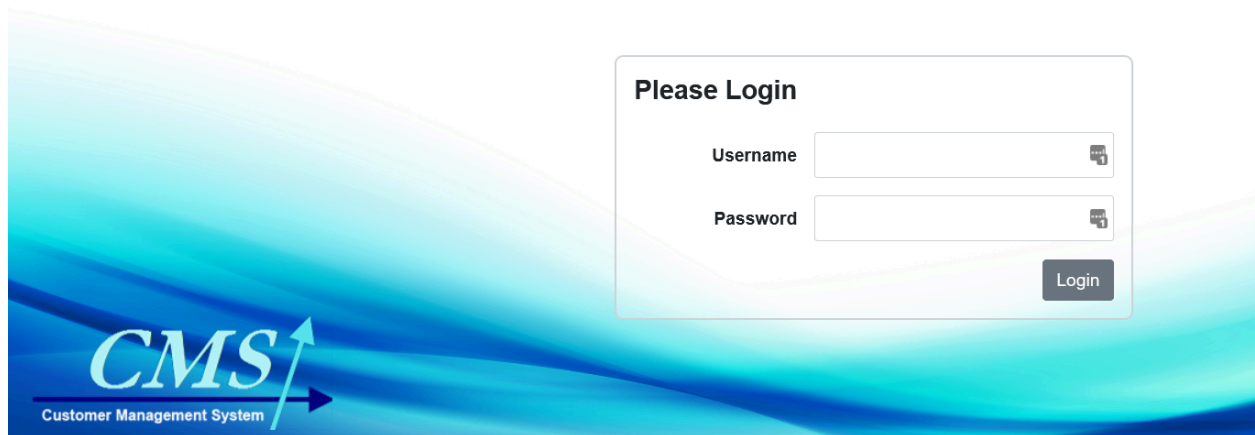 Please Login
Username
Password
Login
CMS
Customer Management System